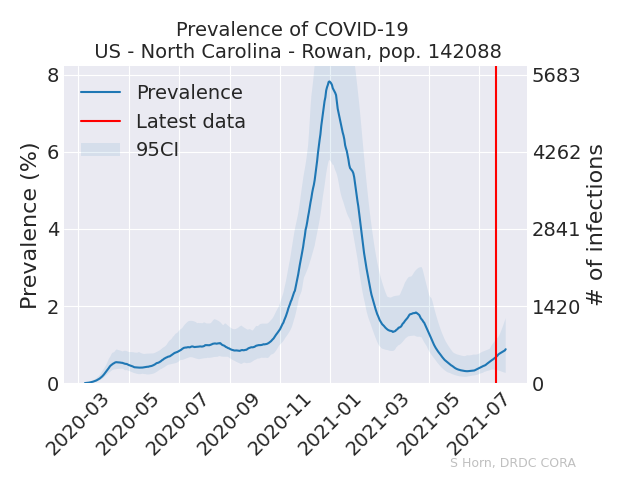 Prevalence of COVID-19
US - North Carolina - Rowan, pop. 142088
Prevalence
Latest data
95CI
Prevalence (%)
8
6
4
2
0
5683
4262
2841
1420
0
# of infections
2020-03
2020-05
2020-07
2020-09
2020-11
2021-01
2021-03
2021-05
2021-07
S Horn, DRDC CORA